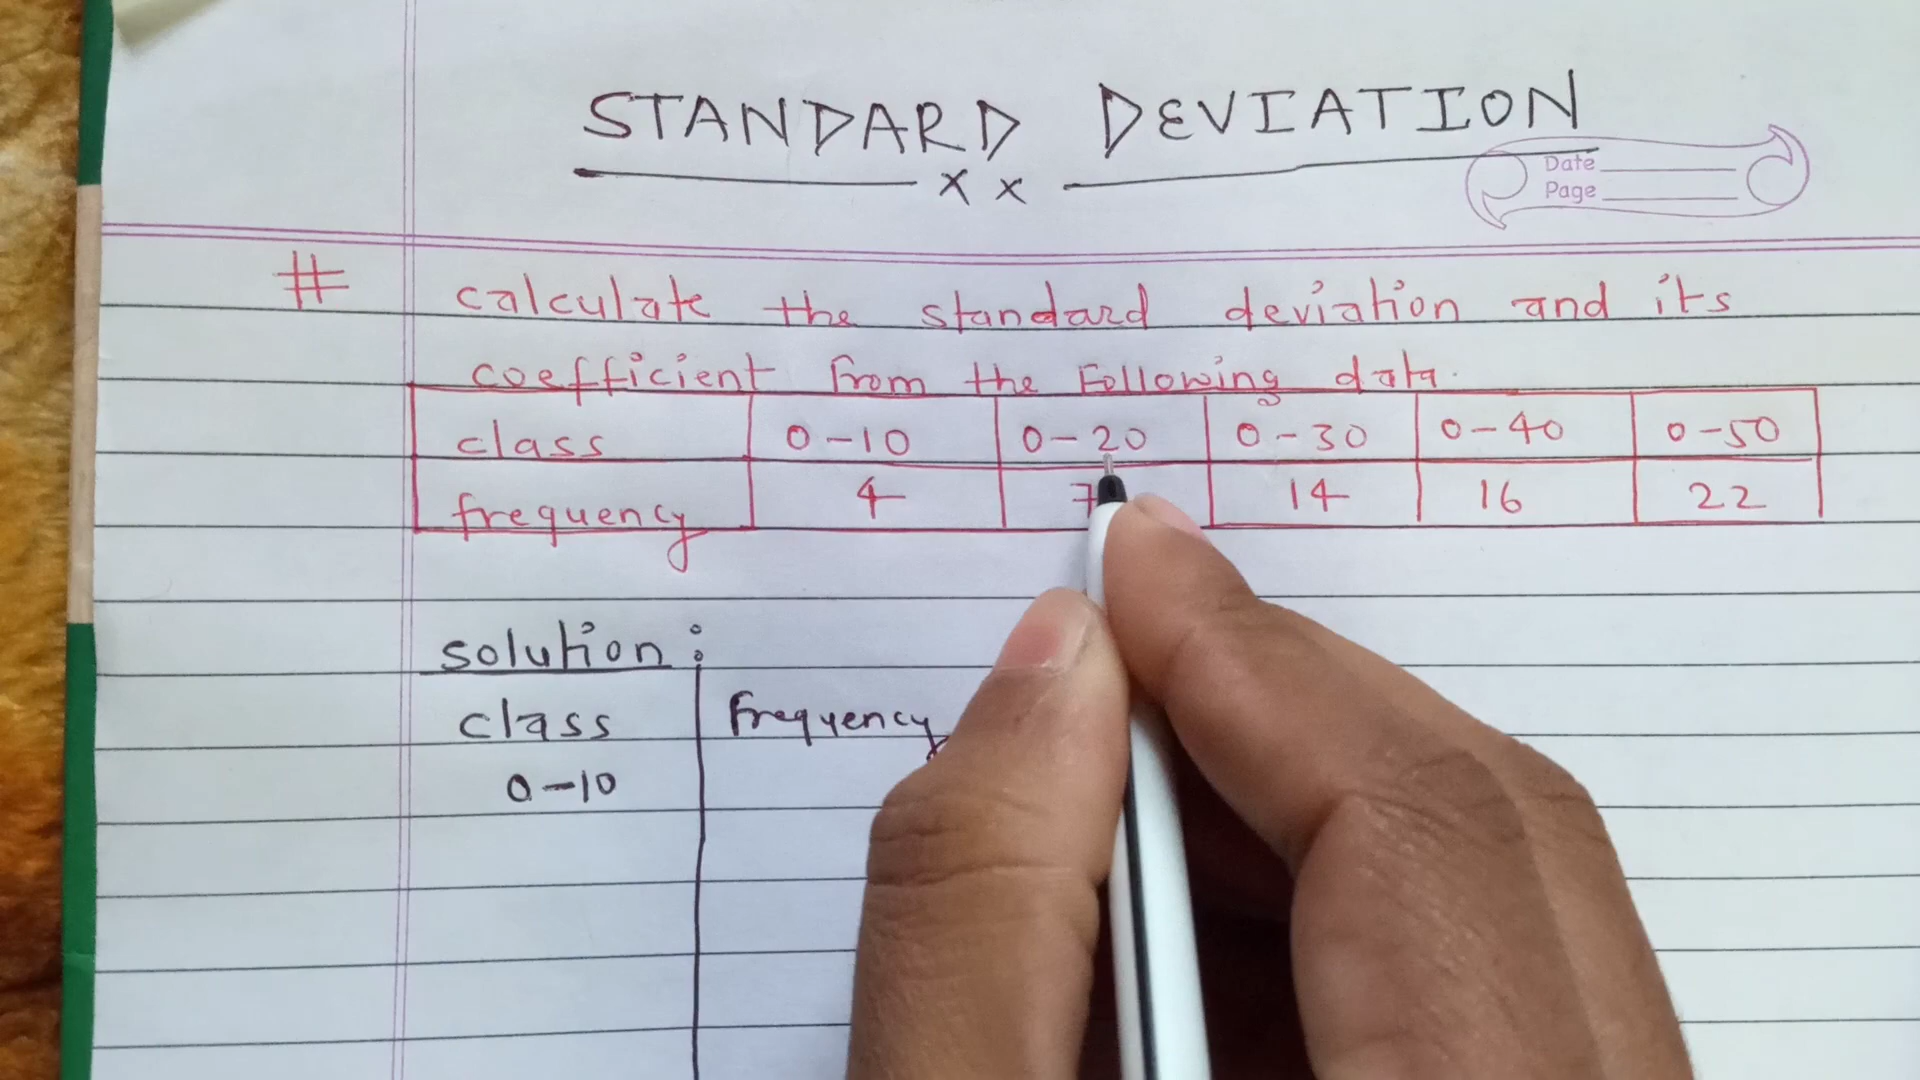 STANDARD DEVIATION
x x
Date
Page
# calculate the standard deviation and its
coefficient from the following data.
class 0-10 0-20 0-30 0-40 0-50
frequency 4 7 14 16 22
solution :
class frequency
0-10